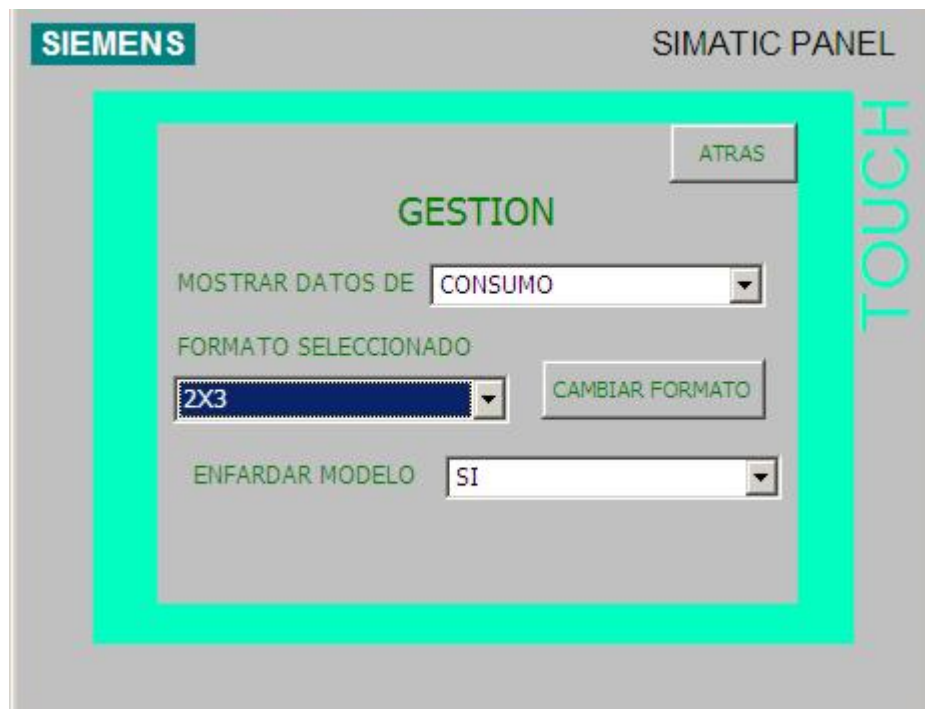 SIEMENS
SIMATIC PANEL
TOUCH
ATRAS
GESTION
MOSTRAR DATOS DE CONSUMO
FORMATO SELECCIONADO
2X3
CAMBIAR FORMATO
ENFARDAR MODELO SI